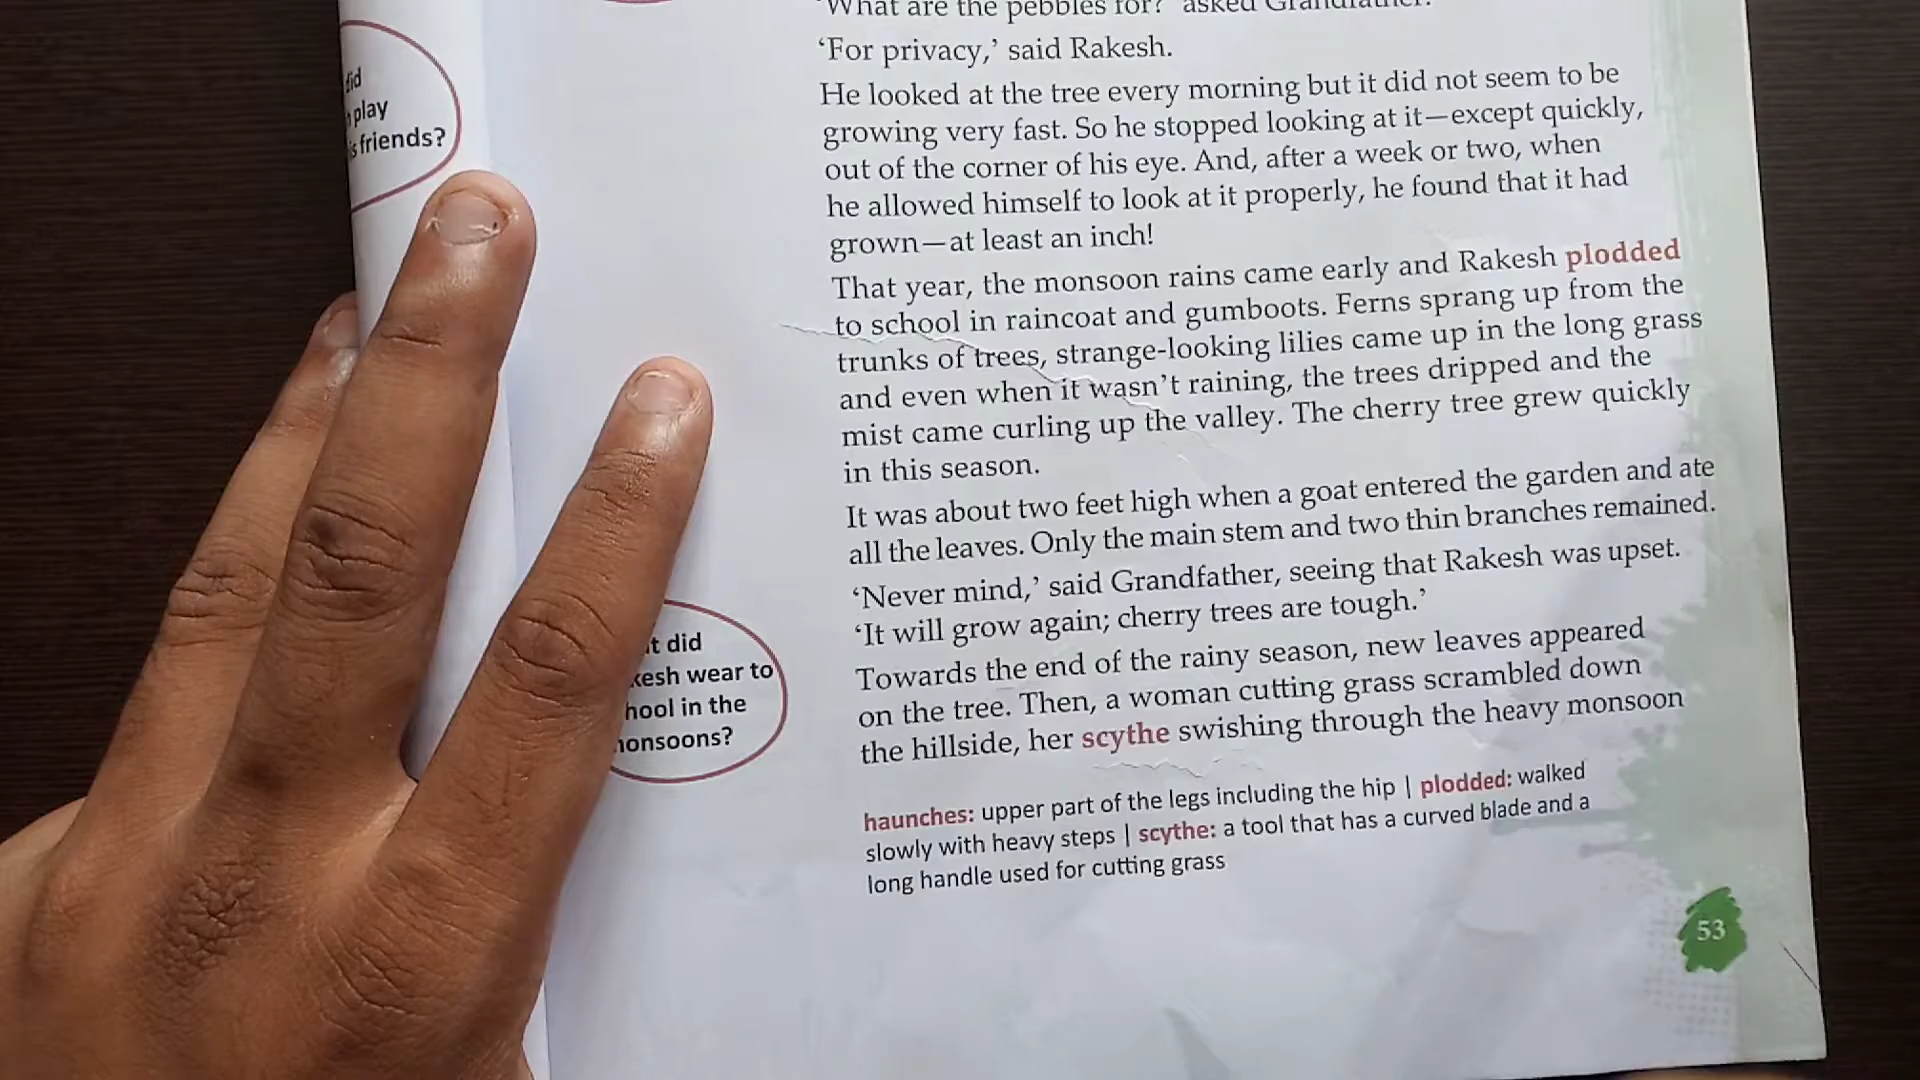 'What are the pebbles for?' asked Grandfather.
'For privacy,' said Rakesh.
He looked at the tree every morning but it did not seem to be
growing very fast. So he stopped looking at it—except quickly,
out of the corner of his eye. And, after a week or two, when
he allowed himself to look at it properly, he found that it had
grown—at least an inch!
That year, the monsoon rains came early and Rakesh plodded
to school in raincoat and gumboots. Ferns sprang up from the
trunks of trees, strange-looking lilies came up in the long grass
and even when it wasn't raining, the trees dripped and the
mist came curling up the valley. The cherry tree grew quickly
in this season.
It was about two feet high when a goat entered the garden and ate
all the leaves. Only the main stem and two thin branches remained.
'Never mind,' said Grandfather, seeing that Rakesh was upset.
'It will grow again; cherry trees are tough.'
Towards the end of the rainy season, new leaves appeared
on the tree. Then, a woman cutting grass scrambled down
the hillside, her scythe swishing through the heavy monsoon
haunches: upper part of the legs including the hip | plodded: walked
slowly with heavy steps | scythe: a tool that has a curved blade and a
long handle used for cutting grass
53
did
play
friends?
did
wear to
in the